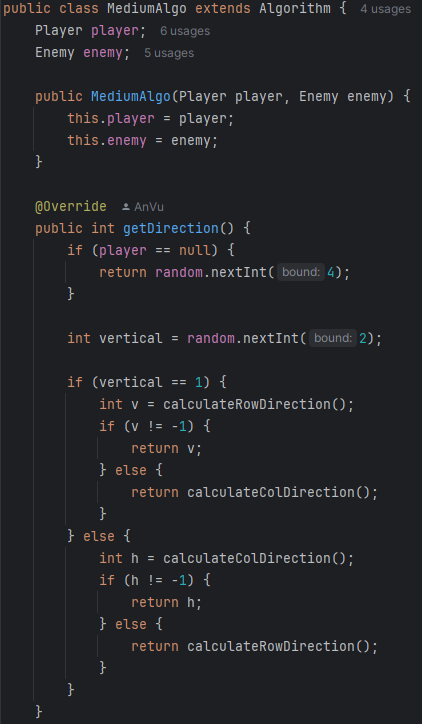 public class MediumAlgo extends Algorithm { 4 usages
    Player player; 6 usages
    Enemy enemy; 5 usages

    public MediumAlgo(Player player, Enemy enemy) {
        this.player = player;
        this.enemy = enemy;
    }

    @Override AnVu
    public int getDirection() {
        if (player == null) {
            return random.nextInt( bound: 4);
        }

        int vertical = random.nextInt( bound: 2);

        if (vertical == 1) {
            int v = calculateRowDirection();
            if (v != -1) {
                return v;
            } else {
                return calculateColDirection();
            }
        } else {
            int h = calculateColDirection();
            if (h != -1) {
                return h;
            } else {
                return calculateRowDirection();
            }
        }
    }